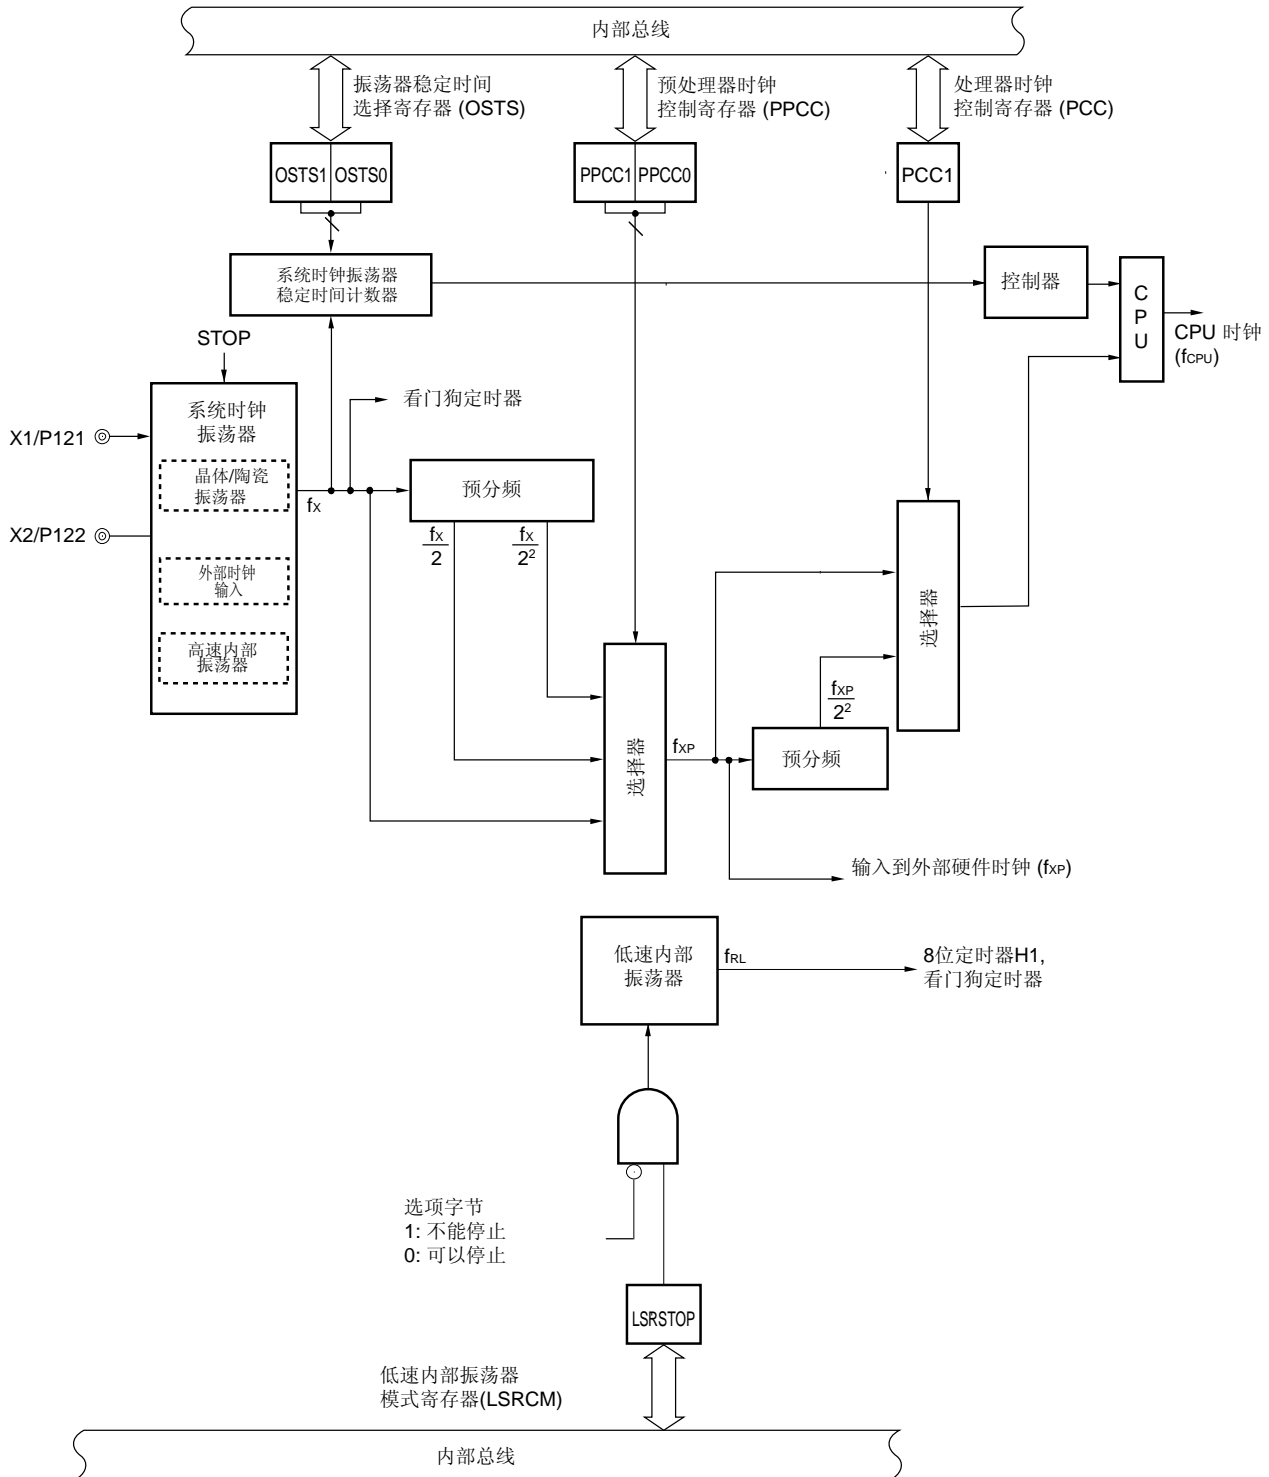 内部总线
振荡器稳定时间
选择寄存器 (OSTS)
预处理器时钟
控制寄存器 (PPCC)
处理器时钟
控制寄存器 (PCC)
OSTS1 OSTS0
PPCC1 PPCC0
PCC1
系统时钟振荡器
稳定时间计数器
控制器
C
P
U
CPU 时钟
(fCPU)
STOP
看门狗定时器
系统时钟
振荡器
X1/P121
晶体/陶瓷
振荡器
fX
预分频
X2/P122
fX
2
fX
2²
外部时钟
输入
高速内部
振荡器
选择器
fXP
选择器
fXP
2²
预分频
输入到外部硬件时钟 (fXP)
低速内部
振荡器
fRL
8位定时器H1,
看门狗定时器
选项字节
1: 不能停止
0: 可以停止
LSRSTOP
低速内部振荡器
模式寄存器(LSRCM)
内部总线